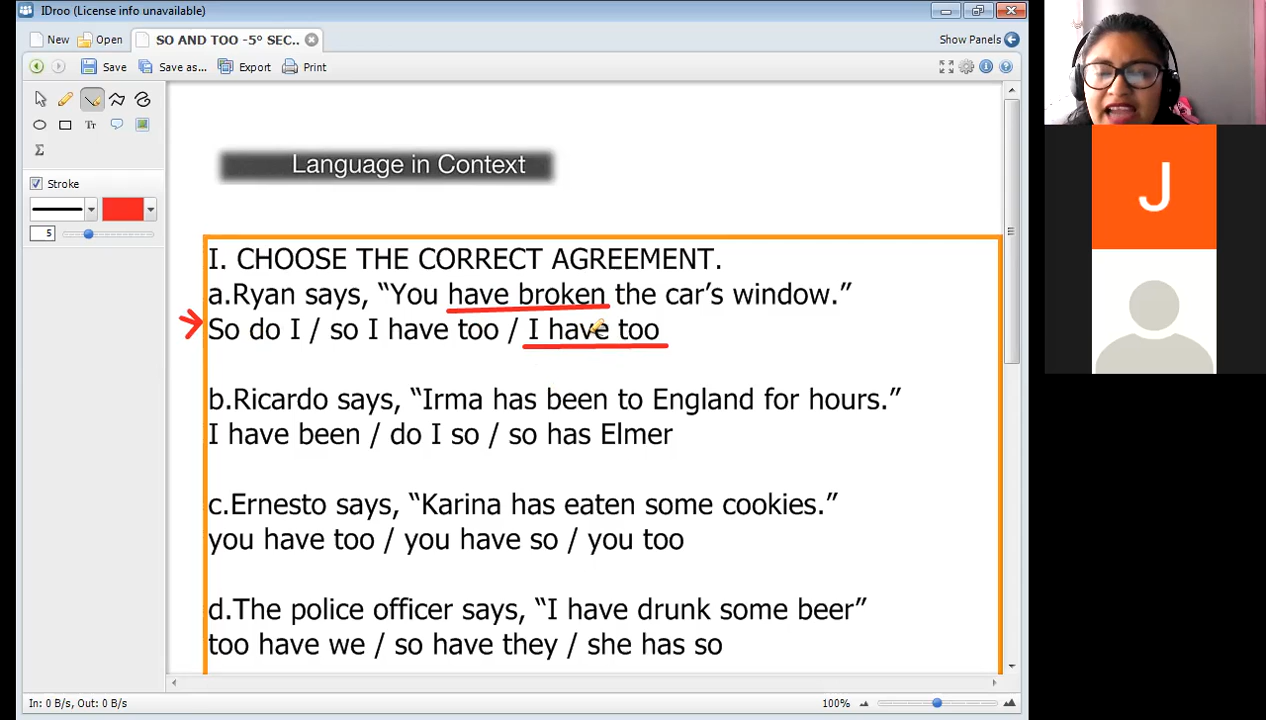 IDroo (License info unavailable)
New Open SO AND TOO -5° SEC.. Show Panels
Save Save as... Export Print
Tr
Σ
Stroke
5
Language in Context
I. CHOOSE THE CORRECT AGREEMENT.
a.Ryan says, “You have broken the car’s window.”
So do I / so I have too / I have too
b.Ricardo says, “Irma has been to England for hours.”
I have been / do I so / so has Elmer
c.Ernesto says, “Karina has eaten some cookies.”
you have too / you have so / you too
d.The police officer says, “I have drunk some beer”
too have we / so have they / she has so
In: 0 B/s, Out: 0 B/s 100%
J